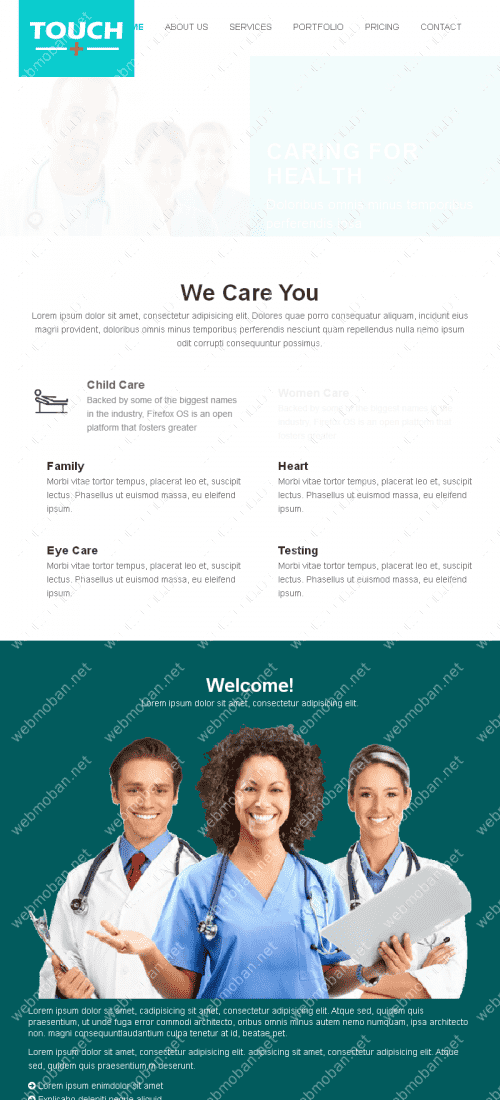 TOUCH
ME ABOUT US SERVICES PORTFOLIO PRICING CONTACT
CARING FOR
HEALTH
Doloribus omnis minus temporibus
perferendis nesc
We Care You
Lorem ipsum dolor sit amet, consectetur adipisicing elit. Dolores quae porro consequatur aliquam, incidunt eius
magni provident, doloribus omnis minus temporibus perferendis nesciunt quam repellendus nulla nemo ipsum
odit corrupti consequuntur possimus.
Child Care
Backed by some of the biggest names
in the industry, Firefox OS is an open
platform that fosters greater
Women Care
Backed by some of the biggest names
in the industry, Firefox OS is an open platform that
fosters greater
Family
Morbi vitae tortor tempus, placerat leo et, suscipit
lectus. Phasellus ut euismod massa, eu eleifend
ipsum.
Heart
Morbi vitae tortor tempus, placerat leo et, suscipit
lectus. Phasellus ut euismod massa, eu eleifend
ipsum.
Eye Care
Morbi vitae tortor tempus, placerat leo et, suscipit
lectus. Phasellus ut euismod massa, eu eleifend
ipsum.
Testing
Morbi vitae tortor tempus, placerat leo et, suscipit
lectus. Phasellus ut euismod massa, eu eleifend
ipsum.
Welcome!
Lorem ipsum dolor sit amet, consectetur adipisicing elit.
Lorem ipsum dolor sit amet, cadipisicing sit amet, consectetur adipisicing elit. Atque sed, quidem quis
praesentium, ut unde fuga error commodi architecto, oribus omnis minus autem nemo numquam, ipsa architecto
non. magni consequuntlaudantium culpa tenetur at id, beatae pet.
Lorem ipsum dolor sit amet, consectetur adipisicing elit. adipisicing sit amet, consectetur adipisicing elit. Atque
sed, quidem quis praesentium m deserunt.
Lorem ipsum enimdolor sit amet
Explicabo deleniti neque aliquid
webmoban.net